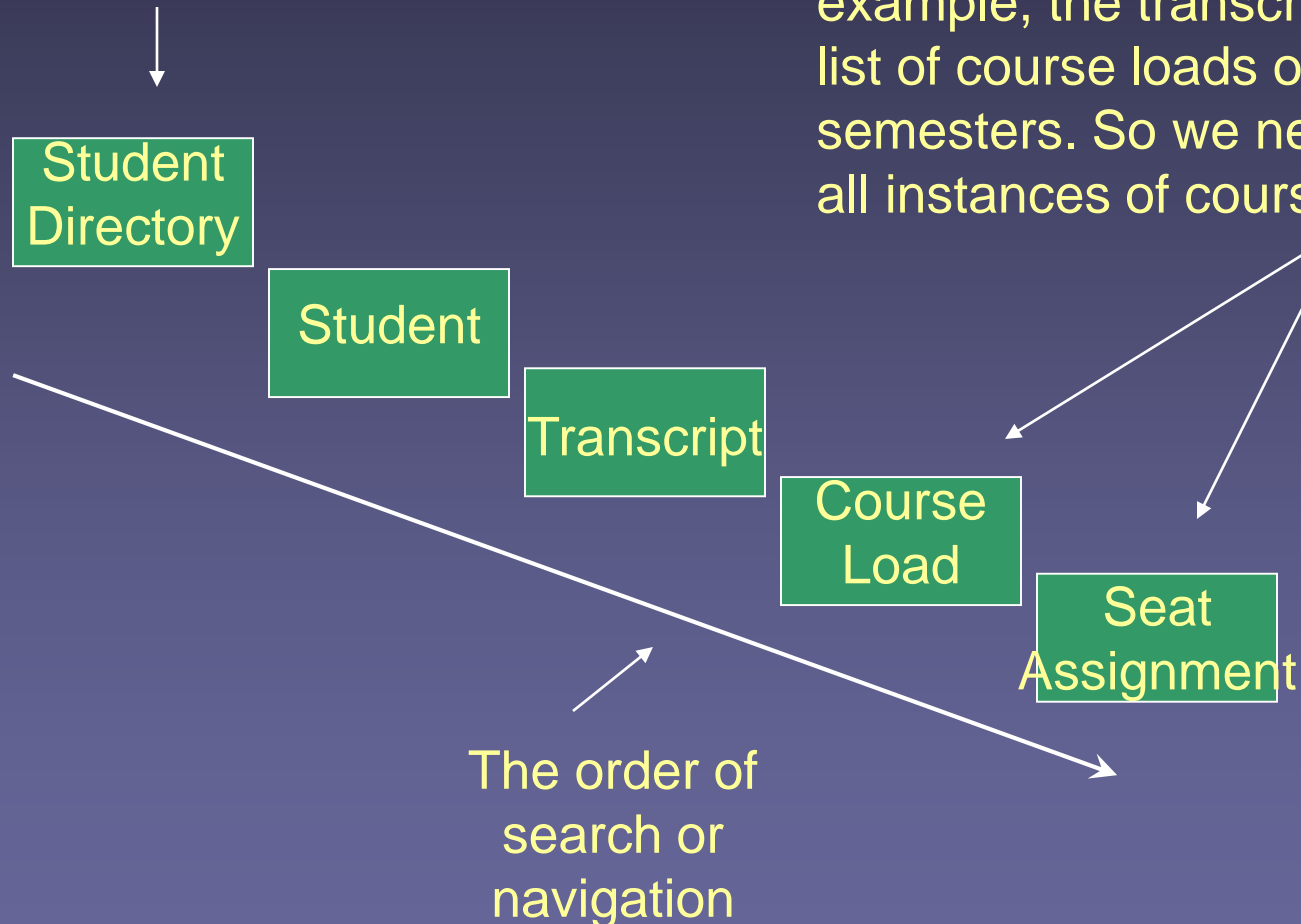 example, the transcr
list of course loads o
semesters. So we ne
all instances of cours
Student
Directory
Student
Transcript
Course
Load
Seat
Assignment
The order of
search or
navigation